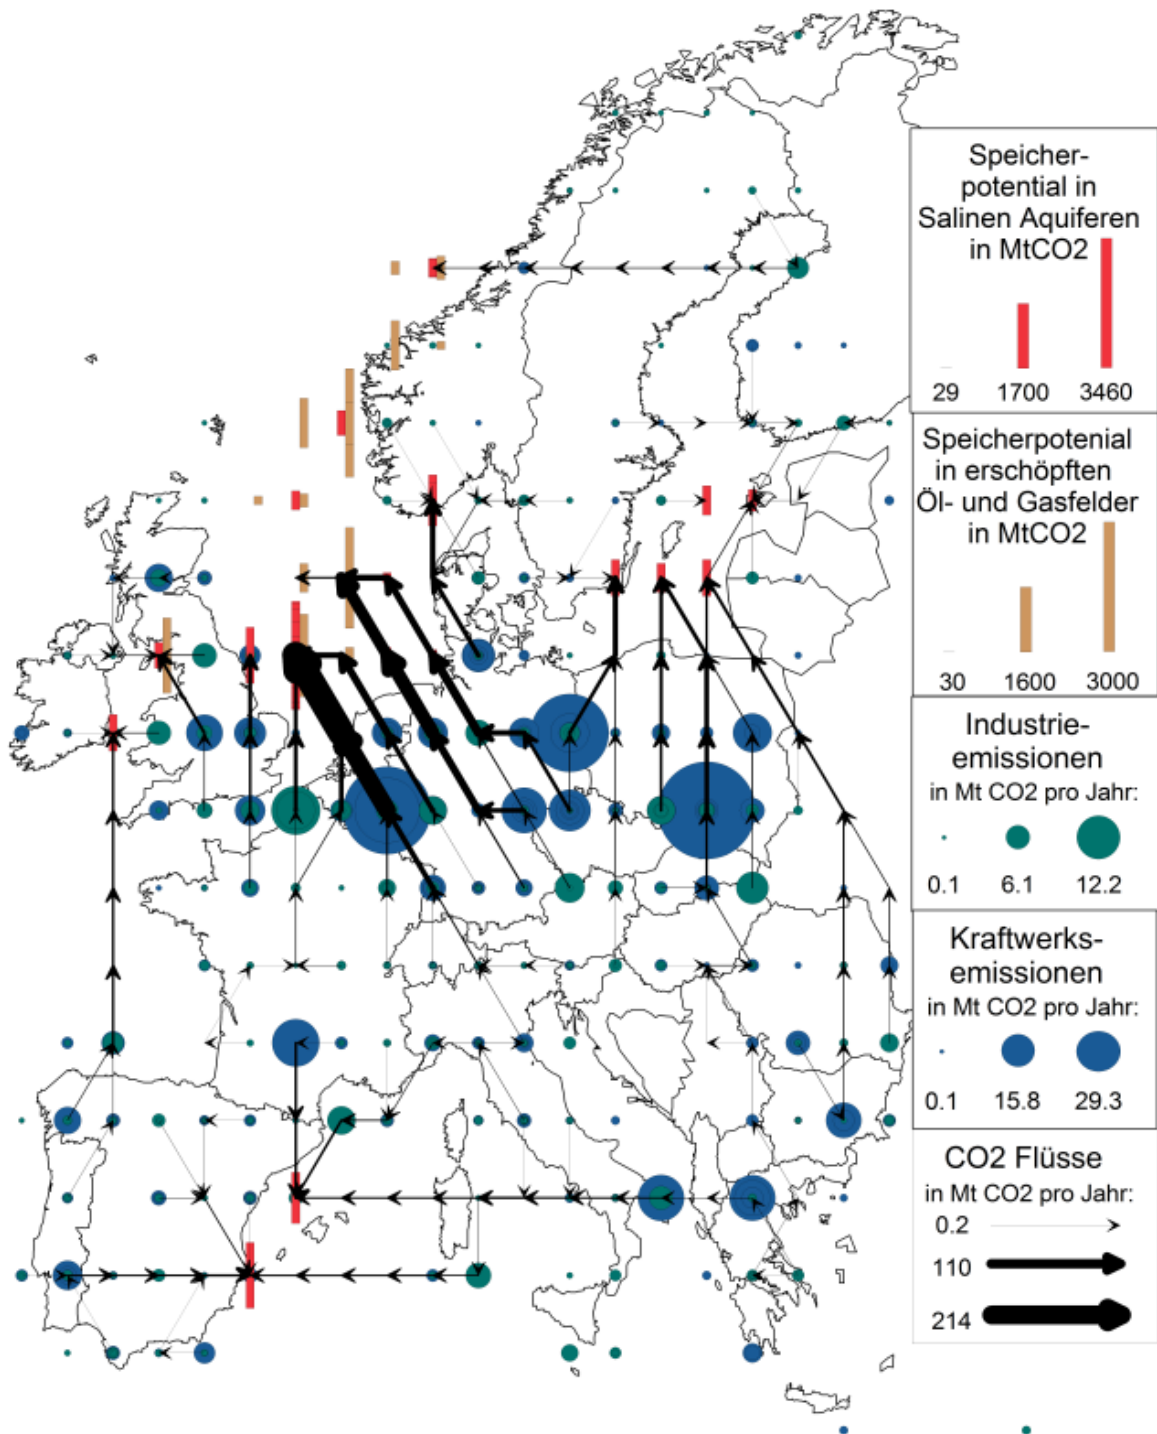 Speicher-
potential in
Salinen Aquiferen
in MtCO2
29 1700 3460
Speicherpotenial
in erschöpften
Öl- und Gasfelder
in MtCO2
30 1600 3000
Industrie-
emissionen
in Mt CO2 pro Jahr:
0.1 6.1 12.2
Kraftwerks-
emissionen
in Mt CO2 pro Jahr:
0.1 15.8 29.3
CO2 Flüsse
in Mt CO2 pro Jahr:
0.2
110
214